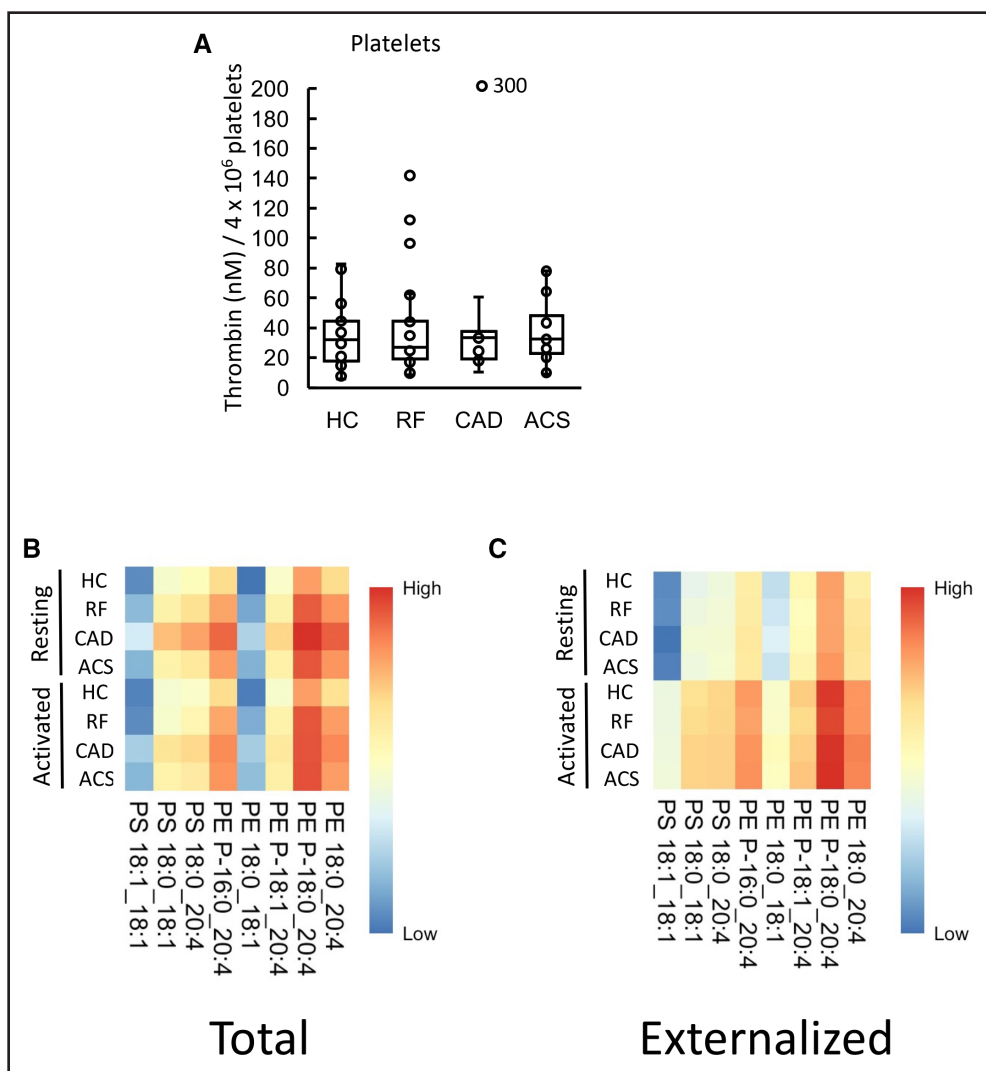 A
Platelets
Thrombin (nM) / 4 x 10⁶ platelets
200
180
160
140
120
100
80
60
40
20
0
300
HC RF CAD ACS
B
Resting
HC
RF
CAD
ACS
Activated
HC
RF
CAD
ACS
High
Low
PS 18:1_18:1
PS 18:0_18:1
PS 18:0_20:4
PE P-16:0_20:4
PE 18:0_18:1
PE P-18:1_20:4
PE P-18:0_20:4
PE 18:0_20:4
Total
C
Resting
HC
RF
CAD
ACS
Activated
HC
RF
CAD
ACS
High
Low
PS 18:1_18:1
PS 18:0_18:1
PS 18:0_20:4
PE P-16:0_20:4
PE 18:0_18:1
PE P-18:1_20:4
PE P-18:0_20:4
PE 18:0_20:4
Externalized